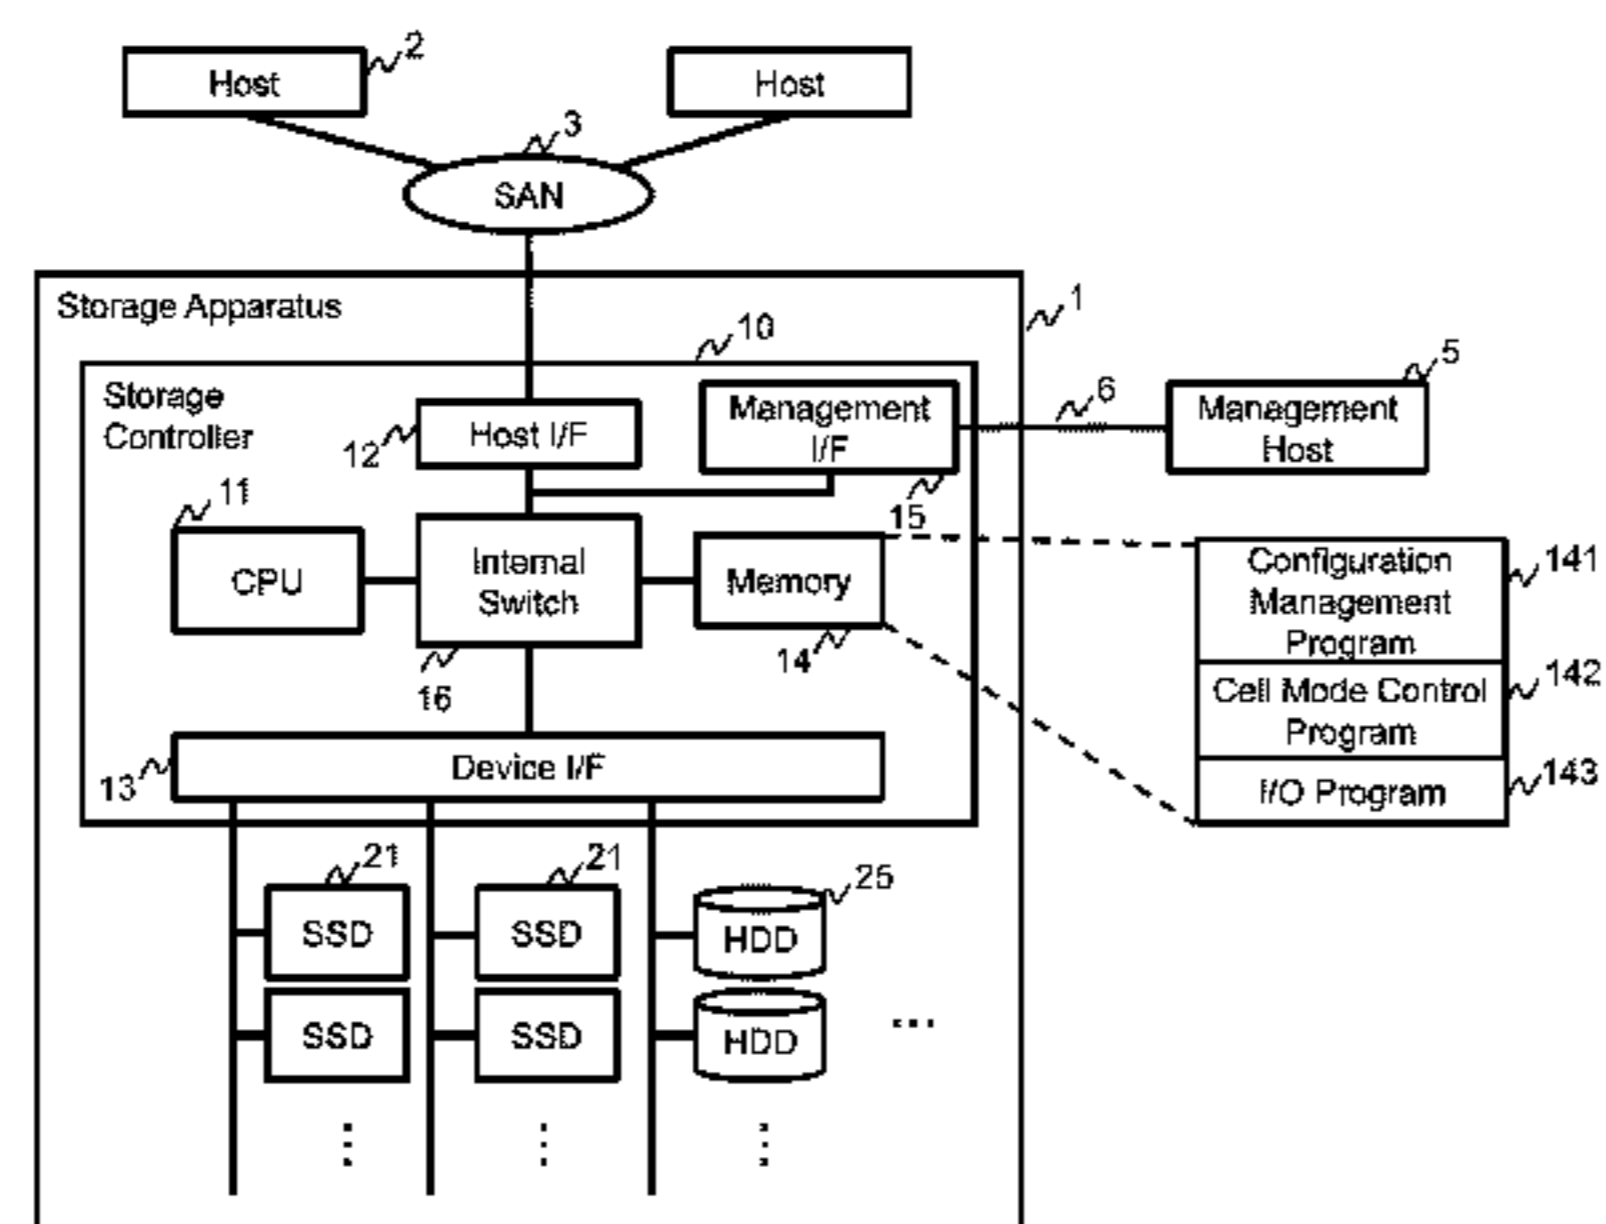 2
Host
Host
3
SAN
Storage Apparatus
1
10
5
Storage
Controller
Management
I/F
6
Management
Host
12
Host I/F
11
15
CPU
Internal
Switch
Memory
Configuration
Management
Program
141
14
16
Cell Mode Control
Program
142
13
Device I/F
I/O Program
143
21
21
25
SSD
SSD
HDD
SSD
SSD
HDD
...